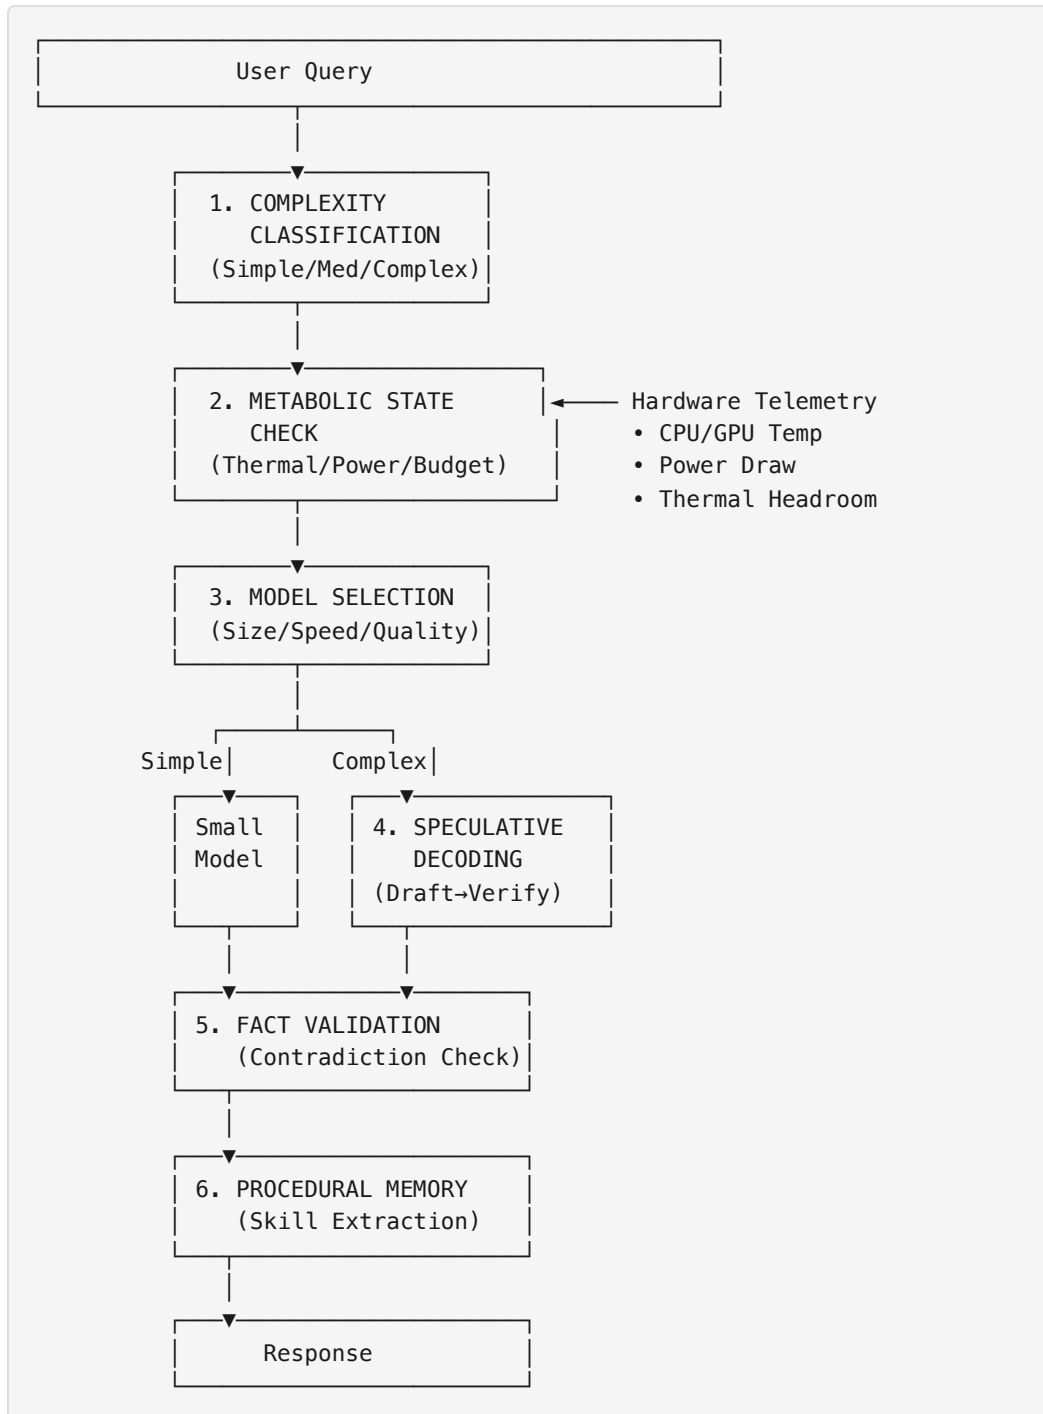 User Query
1. COMPLEXITY
CLASSIFICATION
(Simple/Med/Complex)
2. METABOLIC STATE
CHECK
(Thermal/Power/Budget)
Hardware Telemetry
• CPU/GPU Temp
• Power Draw
• Thermal Headroom
3. MODEL SELECTION
(Size/Speed/Quality)
Simple
Complex
Small
Model
4. SPECULATIVE
DECODING
(Draft→Verify)
5. FACT VALIDATION
(Contradiction Check)
6. PROCEDURAL MEMORY
(Skill Extraction)
Response